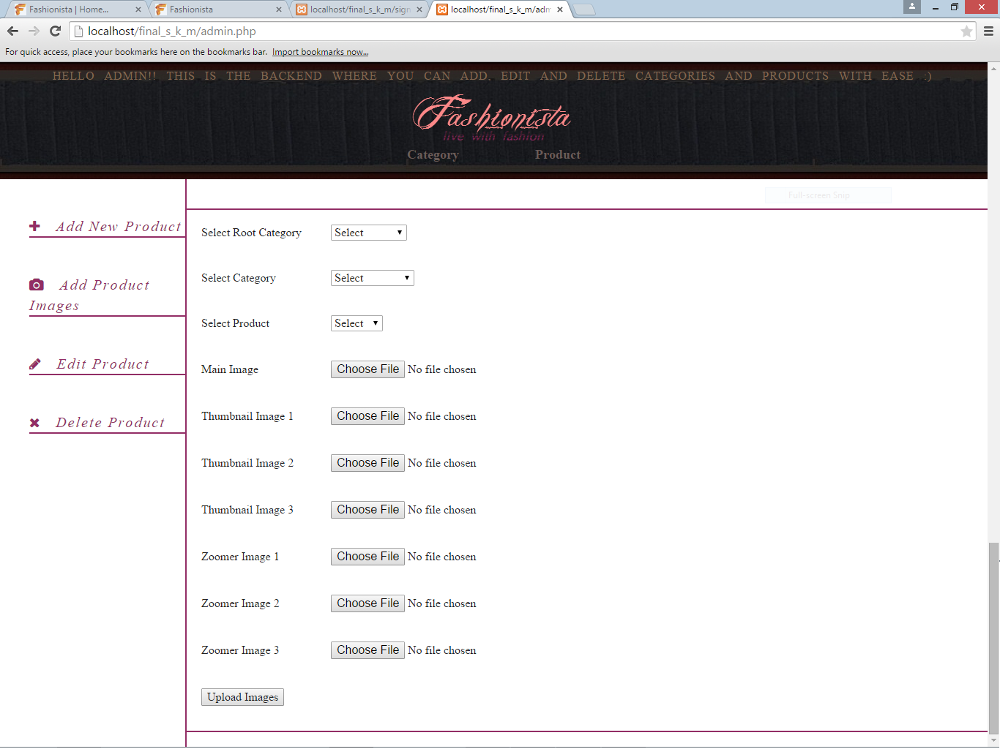 Fashionista | Home...
Fashionista
localhost/final_s_k_m/sign
localhost/final_s_k_m/adm
localhost/final_s_k_m/admin.php
For quick access, place your bookmarks here on the bookmarks bar. Import bookmarks now...
HELLO ADMIN!! THIS IS THE BACKEND WHERE YOU CAN ADD, EDIT AND DELETE CATEGORIES AND PRODUCTS WITH EASE :)
Fashionista
live with fashion
Category Product
Full-screen Snip
Add New Product
Add Product
Images
Edit Product
Delete Product
Select Root Category Select
Select Category Select
Select Product Select
Main Image Choose File No file chosen
Thumbnail Image 1 Choose File No file chosen
Thumbnail Image 2 Choose File No file chosen
Thumbnail Image 3 Choose File No file chosen
Zoomer Image 1 Choose File No file chosen
Zoomer Image 2 Choose File No file chosen
Zoomer Image 3 Choose File No file chosen
Upload Images